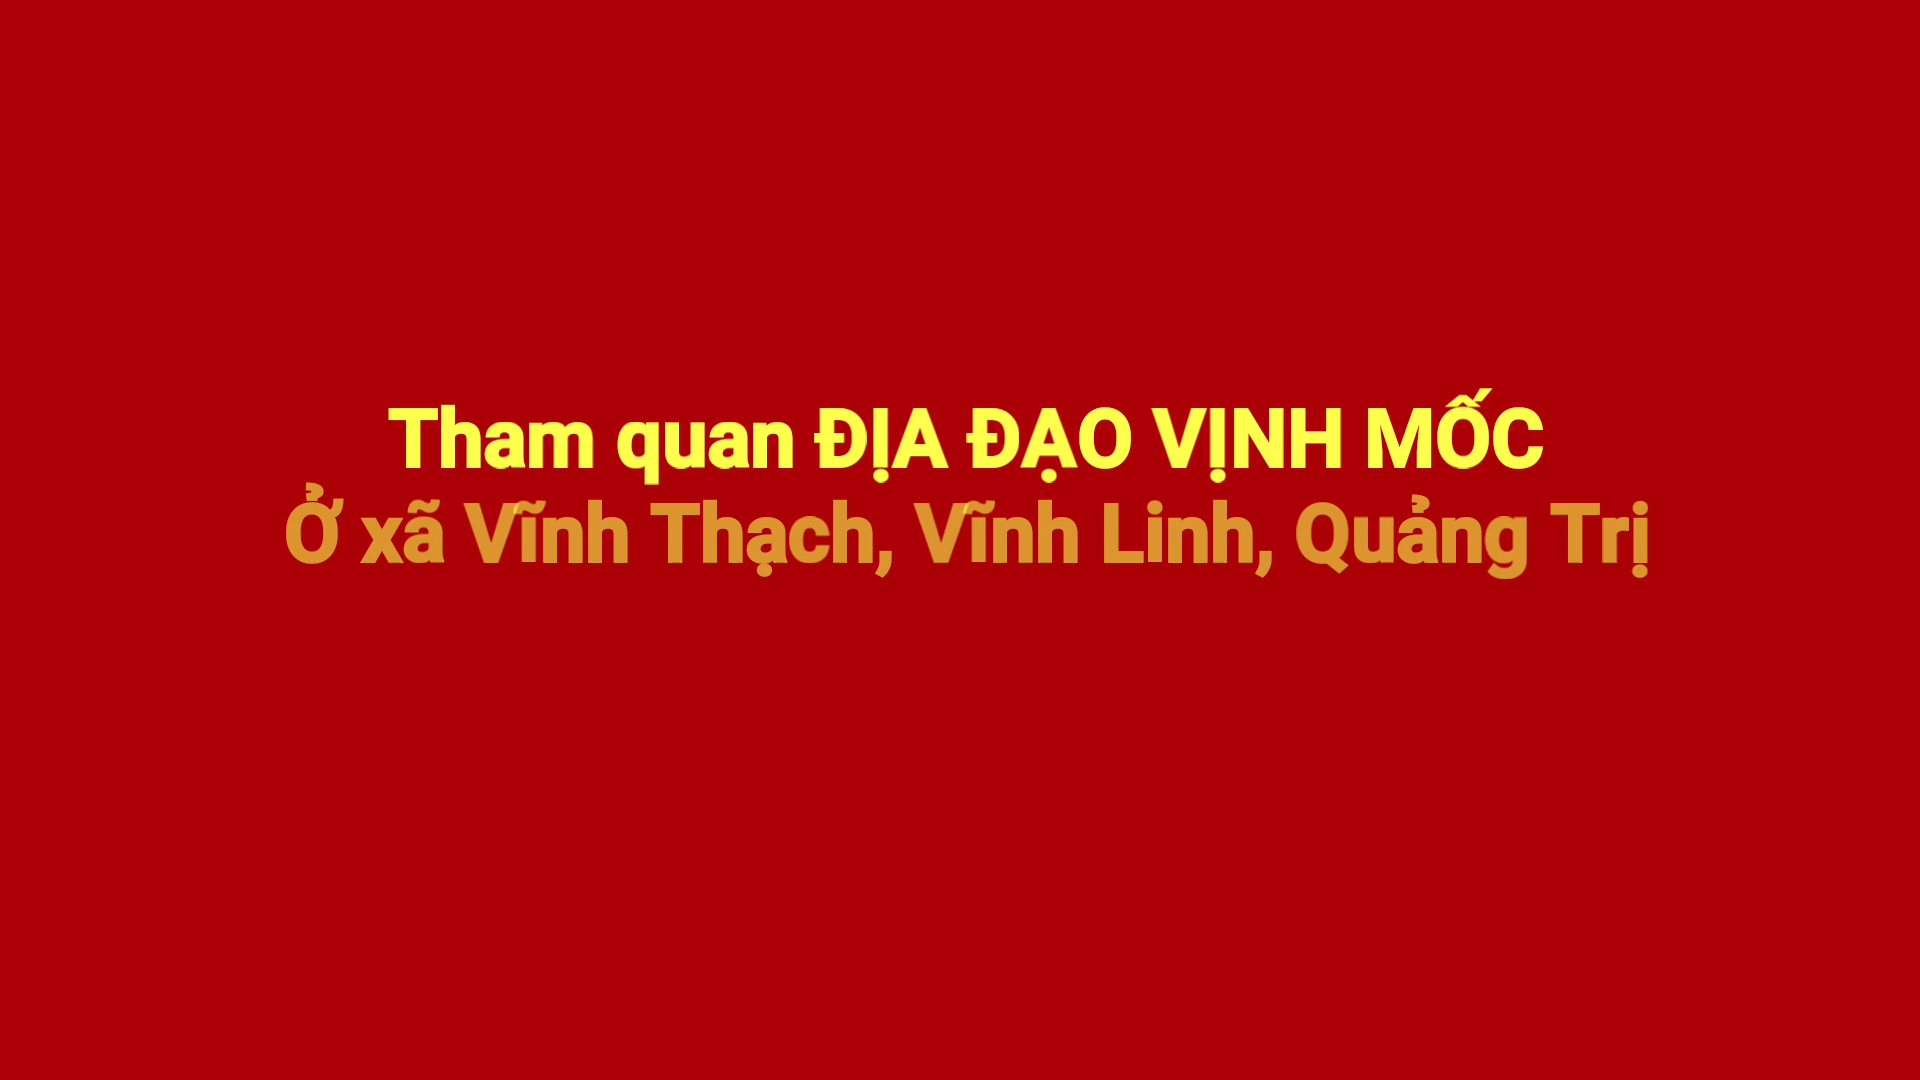 Tham quan ĐỊA ĐẠO VỊNH MỐC
Ở xã Vĩnh Thạch, Vĩnh Linh, Quảng Trị